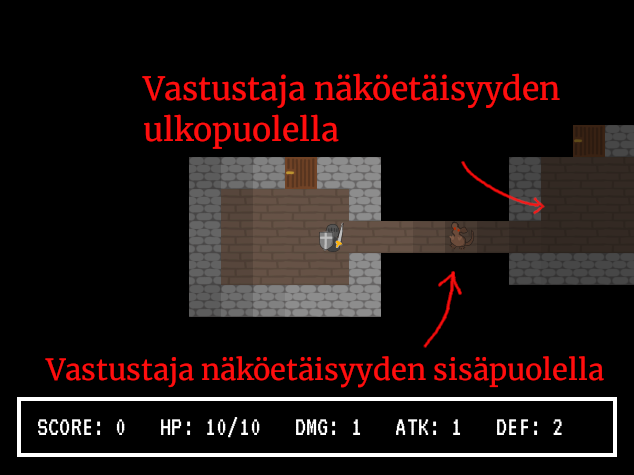 Vastustaja näköetäisyyden
ulkopuolella
Vastustaja näköetäisyyden sisäpuolella
SCORE: 0 HP: 10/10 DMG: 1 ATK: 1 DEF: 2